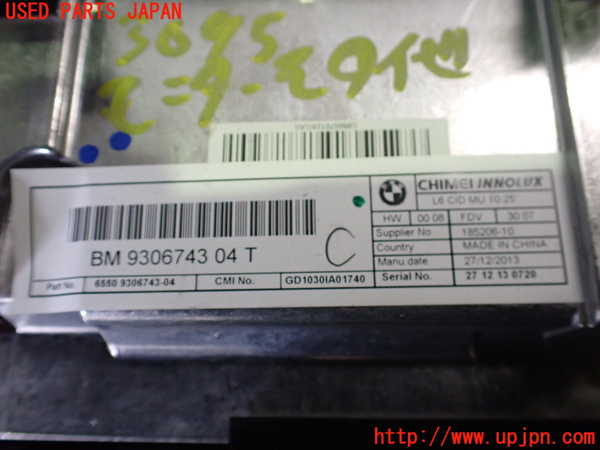 USED PARTS JAPAN
5695
CHIMEI INNOLUX
L6 CID MU 10.25"
HW 00 08 FDV 30 07
Supplier No 185206-10
Country MADE IN CHINA
Manu date 27/12/2013
Serial No. 27 12 13 0720
BM 9306743 04 T
C
Part No. 6550 9306743-04 CMI No. GD1030IA01740
http://www.upjpn.com/